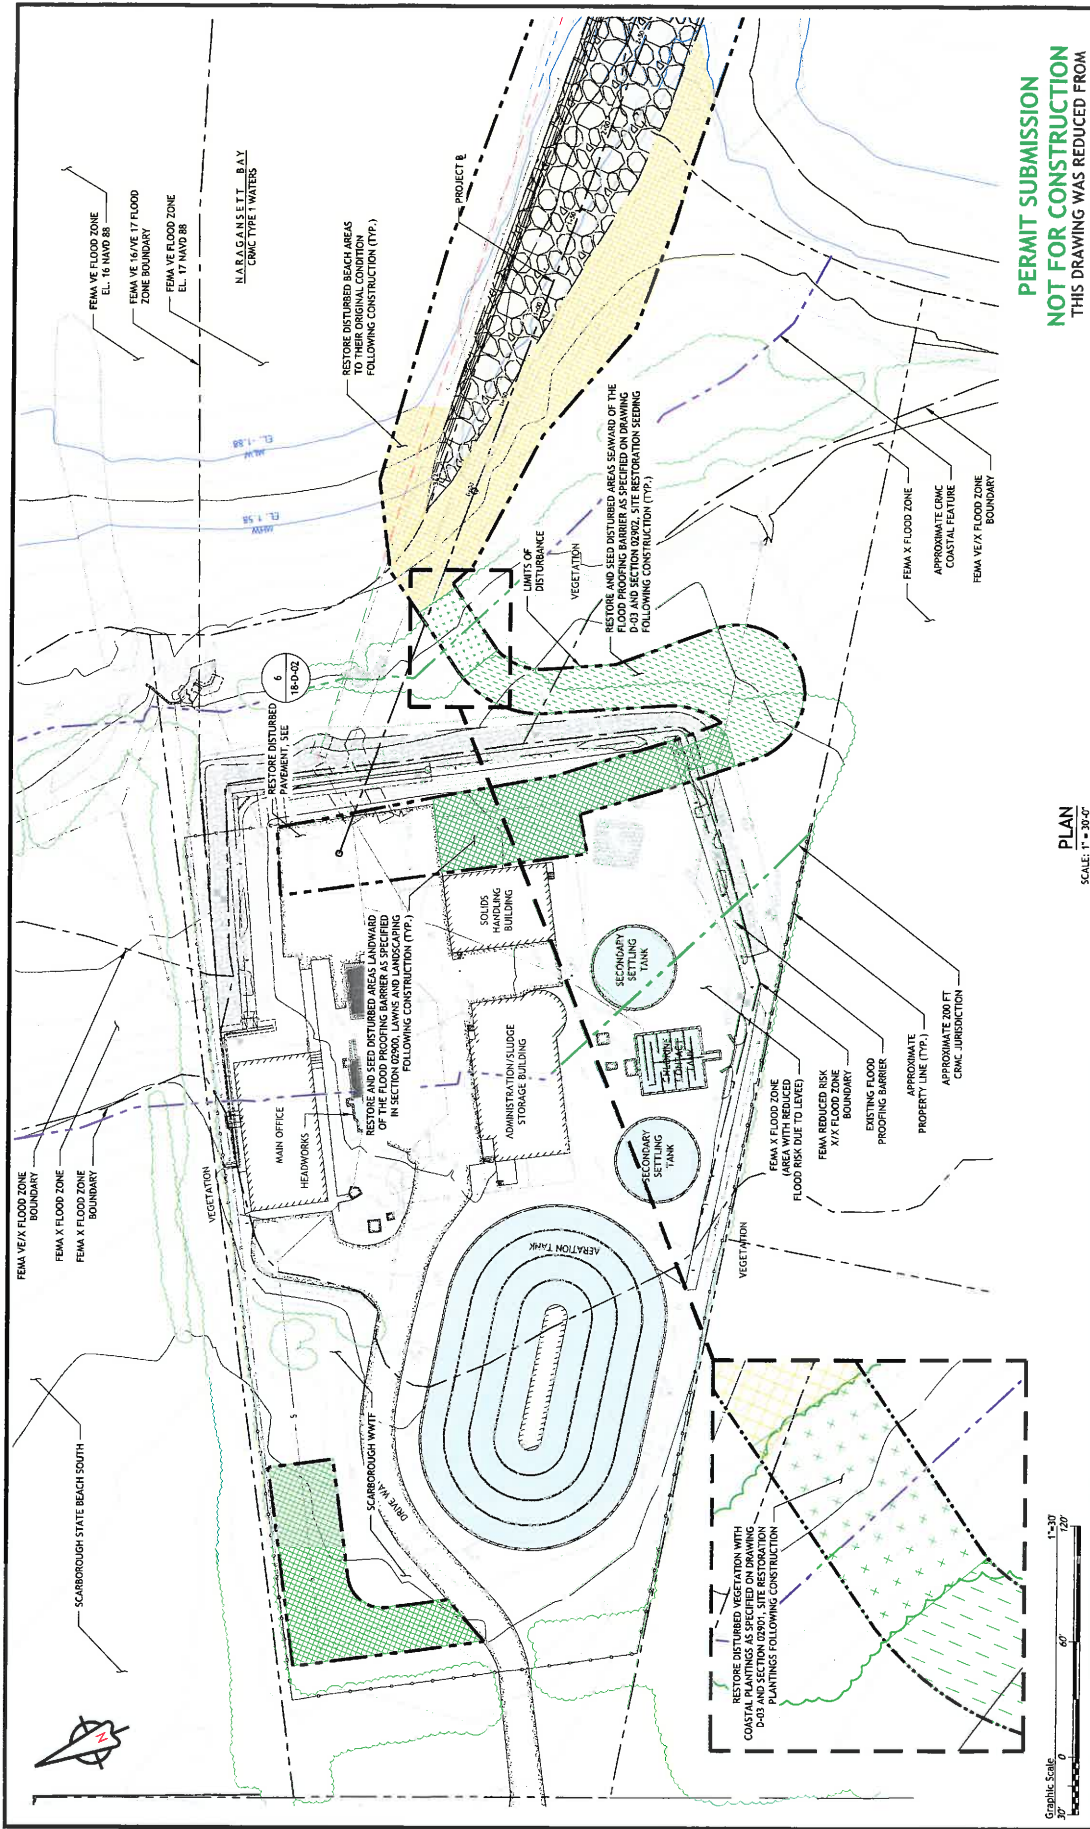 FEMA VE FLOOD ZONE
EL. 16 NAVD 88
FEMA VE 16/VE 17 FLOOD
ZONE BOUNDARY
FEMA VE FLOOD ZONE
EL. 17 NAVD 88
NARAGANSETT BAY
CRMC TYPE 1 WATERS
RESTORE DISTURBED BEACH AREAS
TO THEIR ORIGINAL CONDITION
FOLLOWING CONSTRUCTION (TYP.)
PROJECT
MLW EL. -1.88
MHW EL. 1.58
FEMA VE/X FLOOD ZONE
BOUNDARY
FEMA X FLOOD ZONE
FEMA X FLOOD ZONE
BOUNDARY
SCARBOROUGH STATE BEACH SOUTH
VEGETATION
RESTORE DISTURBED
PAVEMENT, SEE
6
18-D-02
LIMITS OF
DISTURBANCE
VEGETATION
RESTORE AND SEED DISTURBED AREAS SEAWARD OF THE
FLOOD PROOFING BARRIER AS SPECIFIED ON DRAWING
D-03 AND SECTION 02902, SITE RESTORATION SEEDING
FOLLOWING CONSTRUCTION (TYP.)
RESTORE AND SEED DISTURBED AREAS LANDWARD
OF THE FLOOD PROOFING BARRIER AS SPECIFIED
IN SECTION 02900, LAWNS AND LANDSCAPING
FOLLOWING CONSTRUCTION (TYP.)
MAIN OFFICE
HEADWORKS
SOLIDS
HANDLING
BUILDING
ADMINISTRATION/SLUDGE
STORAGE BUILDING
SECONDARY
SETTLING
TANK
CHLORINE
CONTACT
TANK
SECONDARY
SETTLING
TANK
AERATION TANK
DRIVE WAY
SCARBOROUGH WWTF
S
FEMA X FLOOD ZONE
APPROXIMATE CRMC
COASTAL FEATURE
FEMA VE/X FLOOD ZONE
BOUNDARY
FEMA X FLOOD ZONE
(AREA WITH REDUCED
FLOOD RISK DUE TO LEVEE)
FEMA REDUCED RISK
X/X FLOOD ZONE
BOUNDARY
EXISTING FLOOD
PROOFING BARRIER
APPROXIMATE
PROPERTY LINE (TYP.)
APPROXIMATE 200 FT
CRMC JURISDICTION
VEGETATION
RESTORE DISTURBED VEGETATION WITH
COASTAL PLANTINGS AS SPECIFIED ON DRAWING
D-03 AND SECTION 02901, SITE RESTORATION
PLANTINGS FOLLOWING CONSTRUCTION
N
PLAN
SCALE: 1" = 30'-0"
Graphic Scale
1"=30'
30' 0 60' 120'
PERMIT SUBMISSION
NOT FOR CONSTRUCTION
THIS DRAWING WAS REDUCED FROM